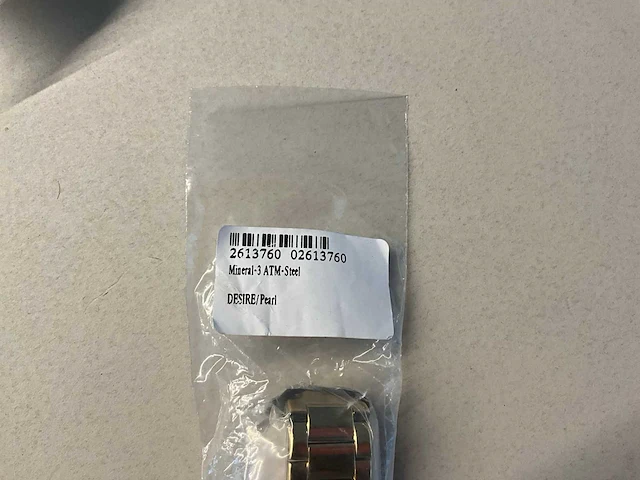 2613760 02613760
Mineral-3 ATM-Steel
DESIRE/Pearl